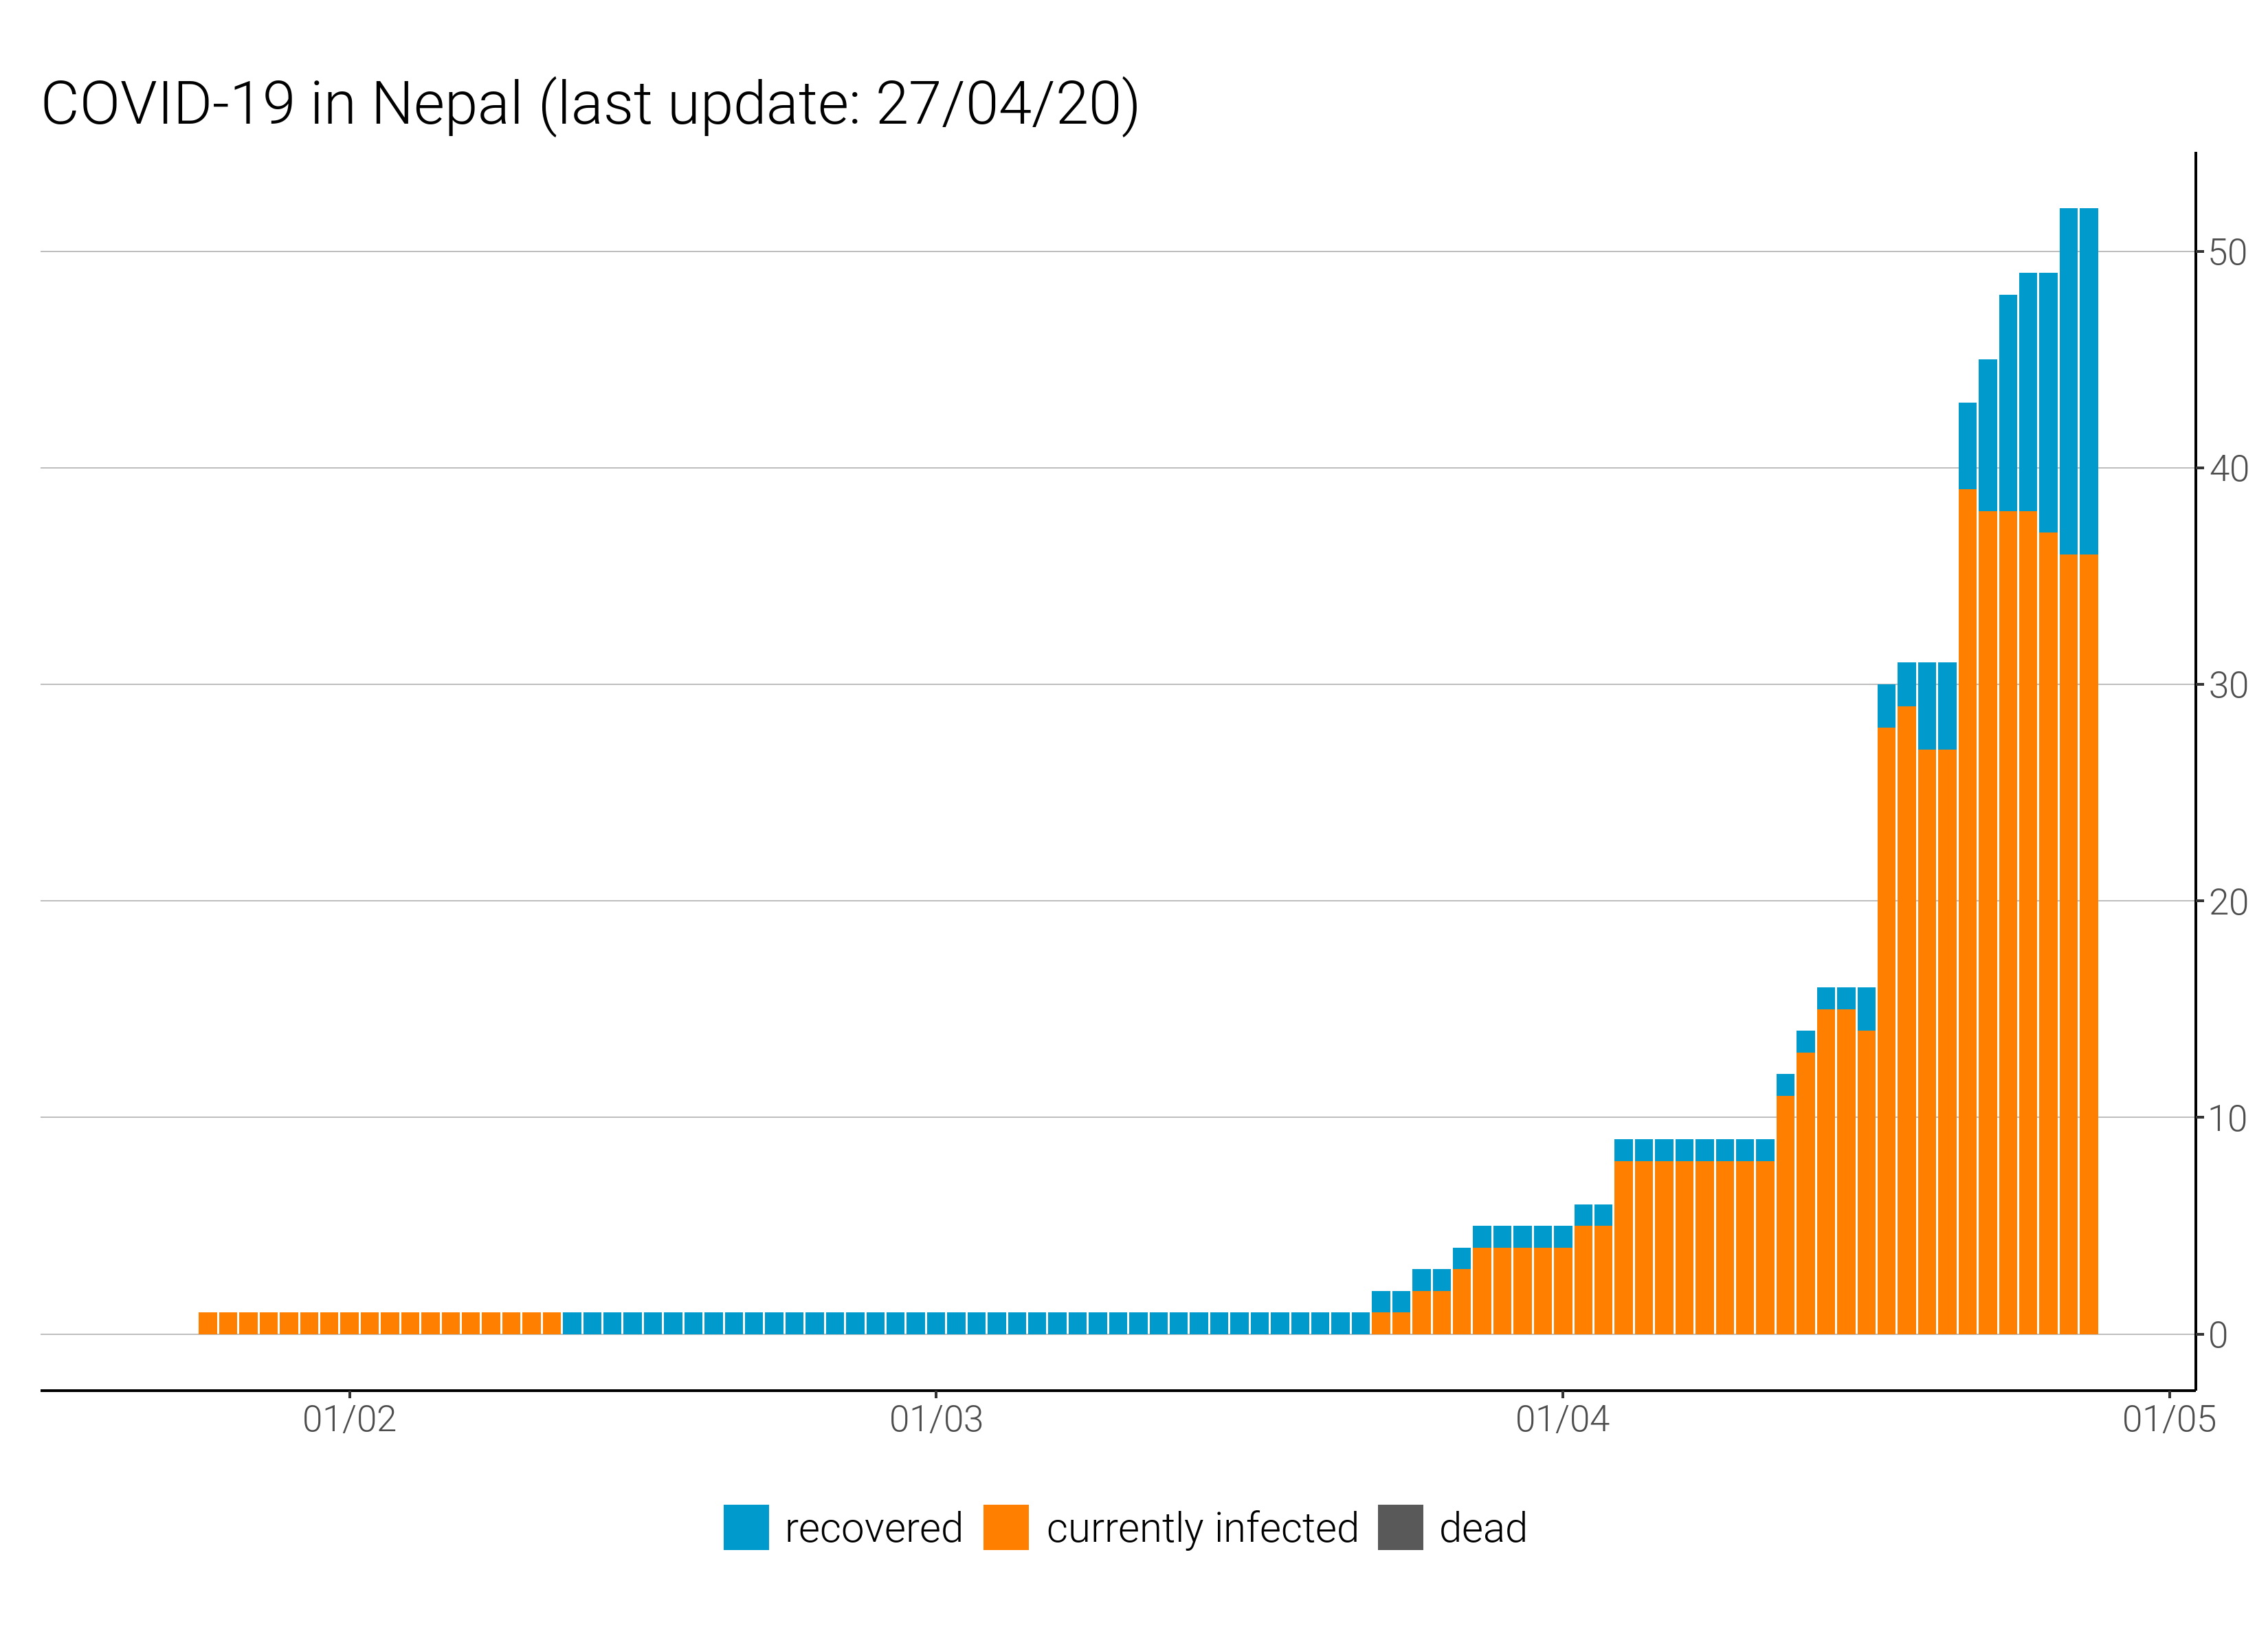 COVID-19 in Nepal (last update: 27/04/20)
50
40
30
20
10
0
01/02 01/03 01/04 01/05
recovered currently infected dead